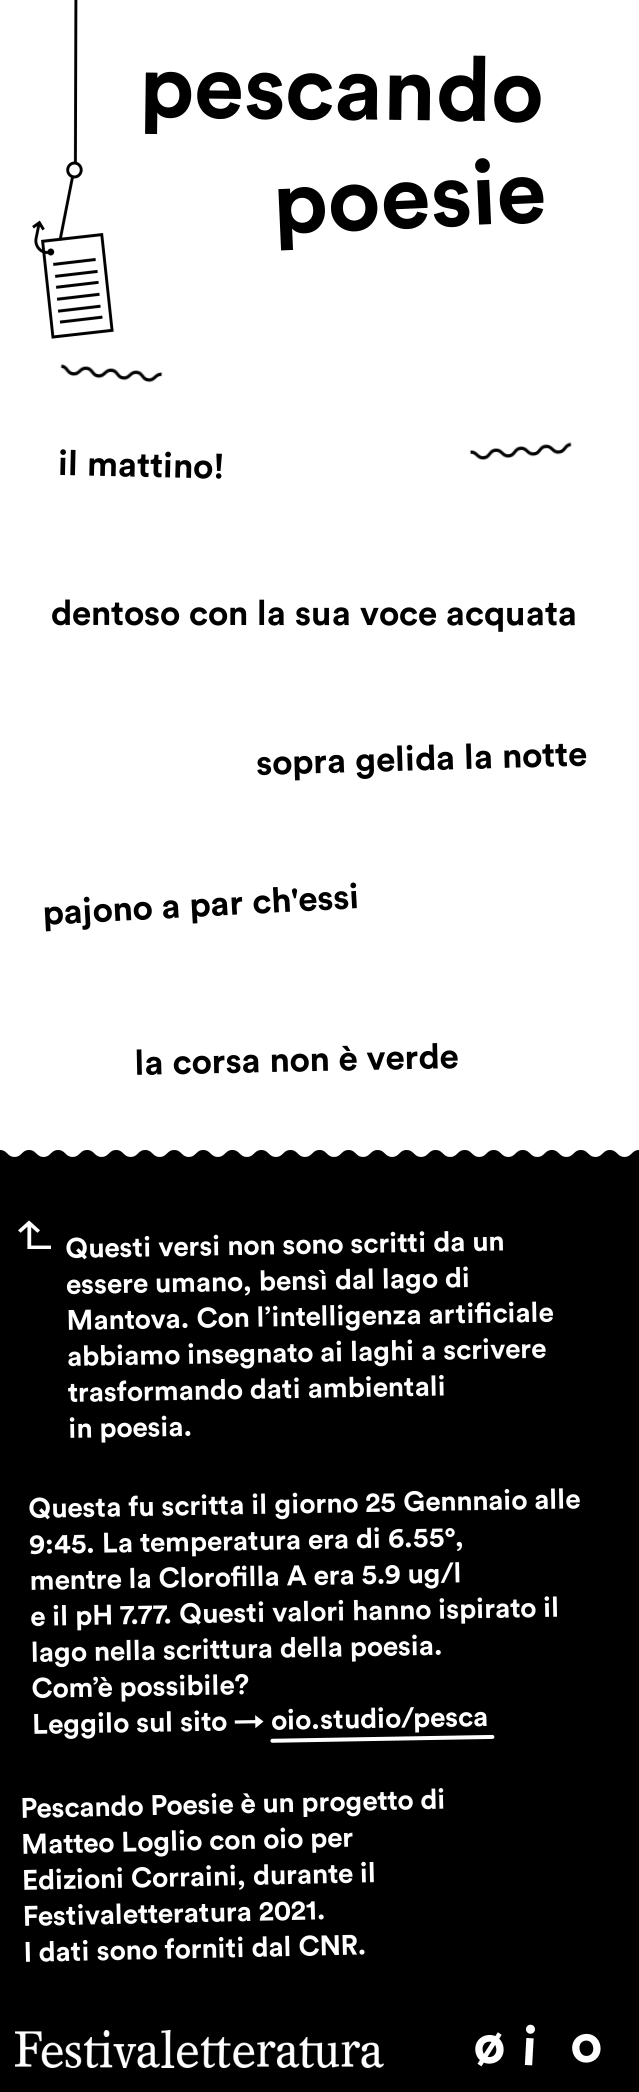 pescando
poesie
il mattino!
dentoso con la sua voce acquata
sopra gelida la notte
pajono a par ch'essi
la corsa non è verde
Questi versi non sono scritti da un
essere umano, bensì dal lago di
Mantova. Con l’intelligenza artificiale
abbiamo insegnato ai laghi a scrivere
trasformando dati ambientali
in poesia.
Questa fu scritta il giorno 25 Gennnaio alle
9:45. La temperatura era di 6.55°,
mentre la Clorofilla A era 5.9 ug/l
e il pH 7.77. Questi valori hanno ispirato il
lago nella scrittura della poesia.
Com’è possibile?
Leggilo sul sito → oio.studio/pesca
Pescando Poesie è un progetto di
Matteo Loglio con oio per
Edizioni Corraini, durante il
Festivaletteratura 2021.
I dati sono forniti dal CNR.
Festivaletteratura
ø i o